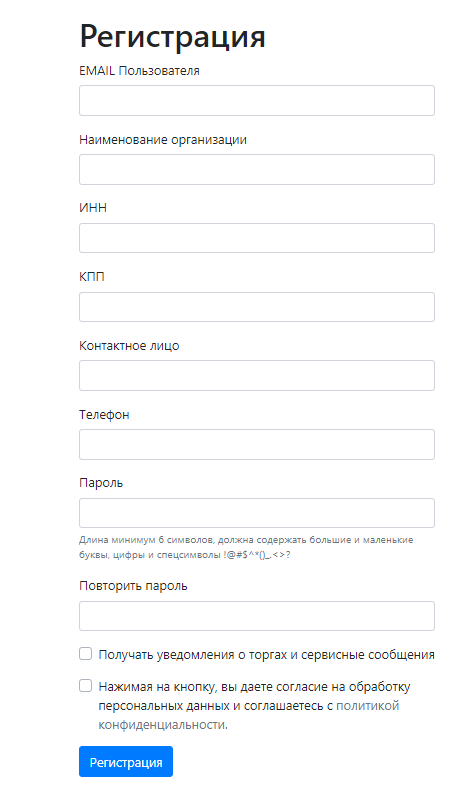 Регистрация
EMAIL Пользователя
Наименование организации
ИНН
КПП
Контактное лицо
Телефон
Пароль
Длина минимум 6 символов, должна содержать большие и маленькие
буквы, цифры и спецсимволы !@#$^*()_.<>?
Повторить пароль
Получать уведомления о торгах и сервисные сообщения
Нажимая на кнопку, вы даете согласие на обработку
персональных данных и соглашаетесь с политикой
конфиденциальности.
Регистрация